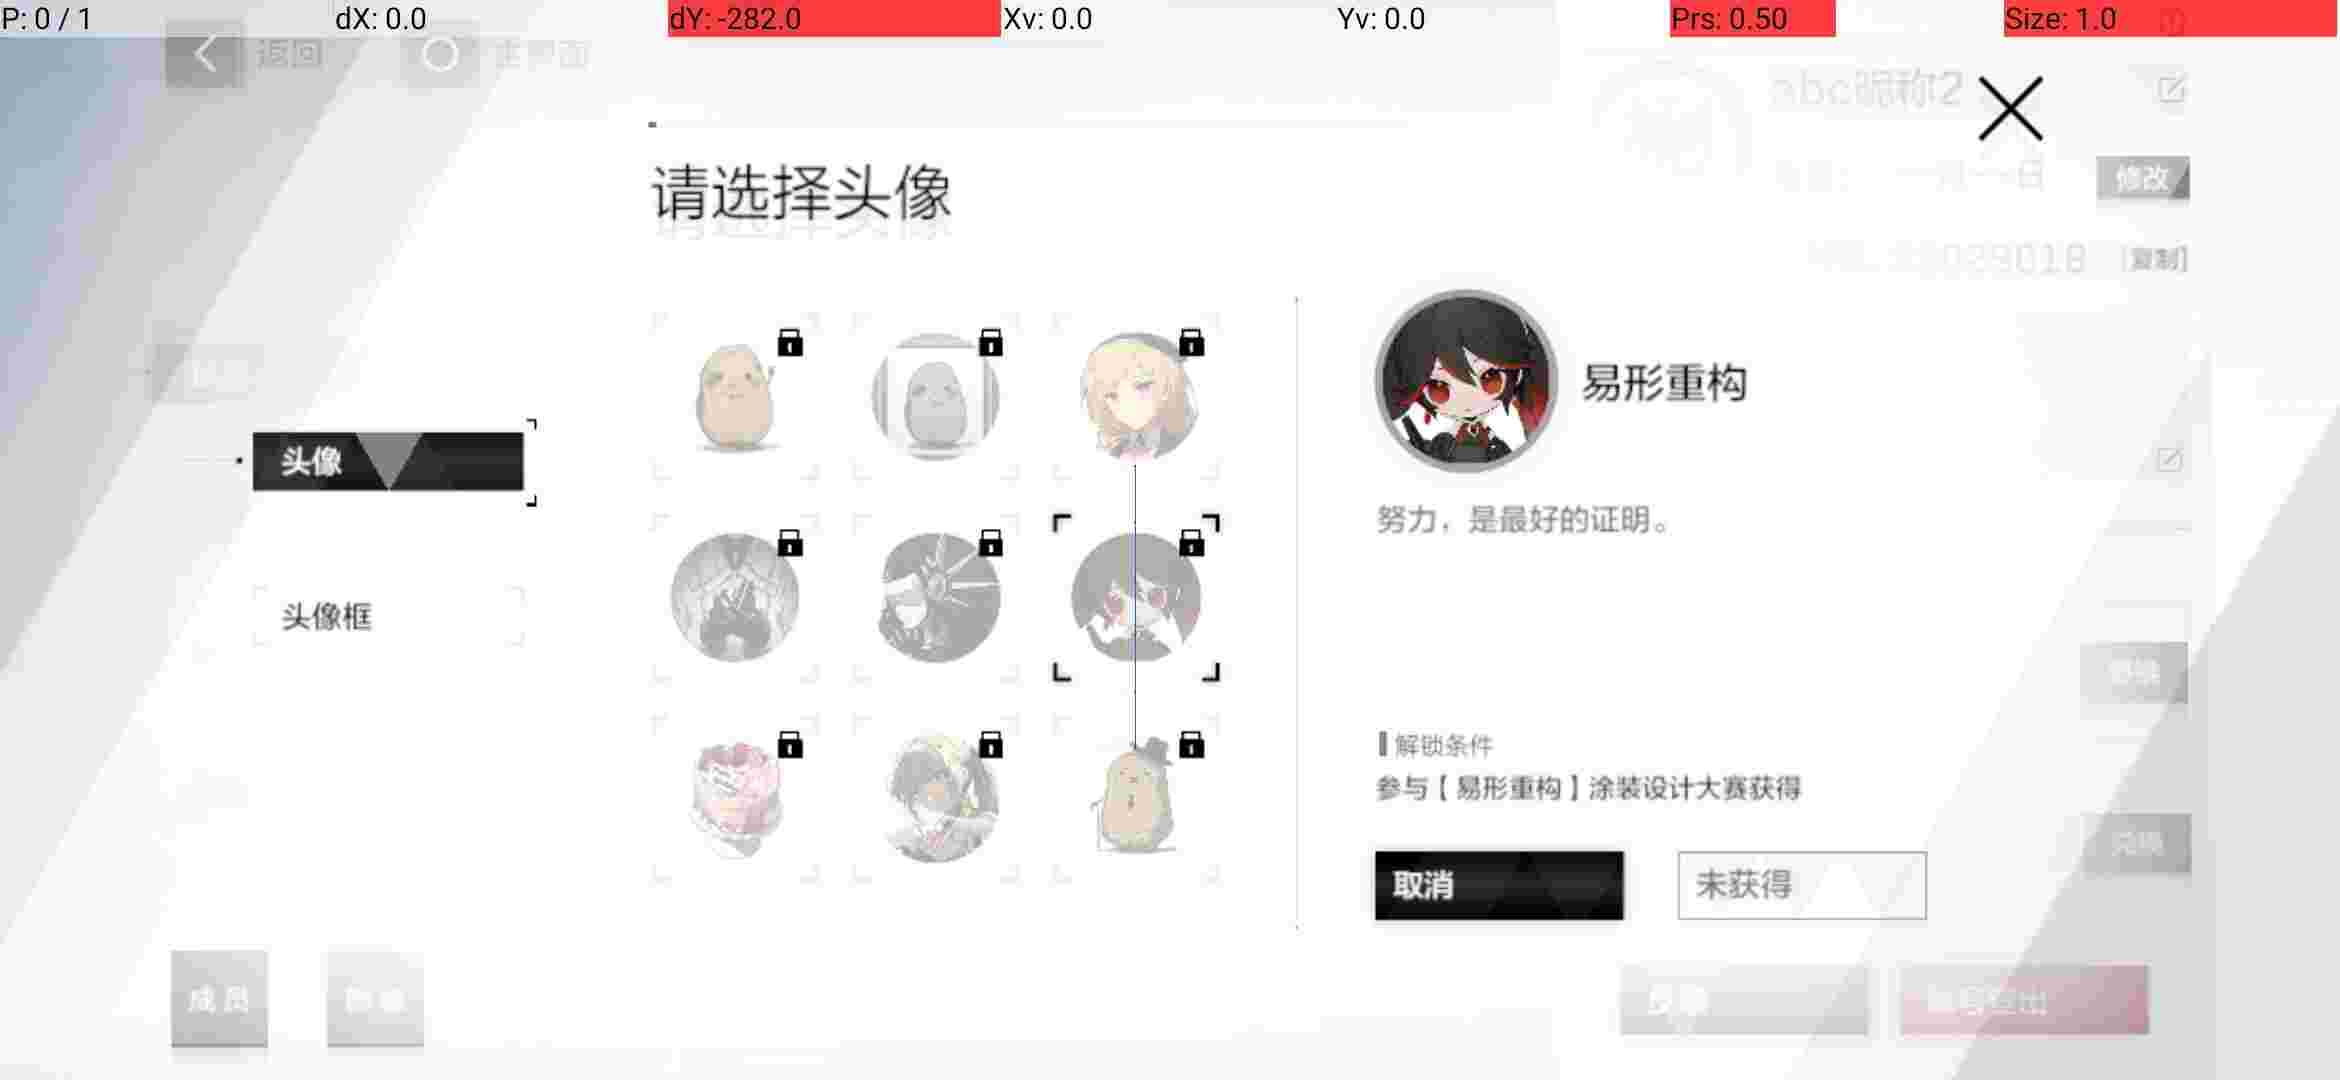 P: 0 / 1
dX: 0.0
dY: -282.0
Xv: 0.0
Yv: 0.0
Prs: 0.50
Size: 1.0
返回
主界面
abc昵称2
请选择头像
日
修改
029018
[复制]
易形重构
头像
努力，是最好的证明。
头像框
解锁条件
参与【易形重构】涂装设计大赛获得
取消
未获得
兑换
成员